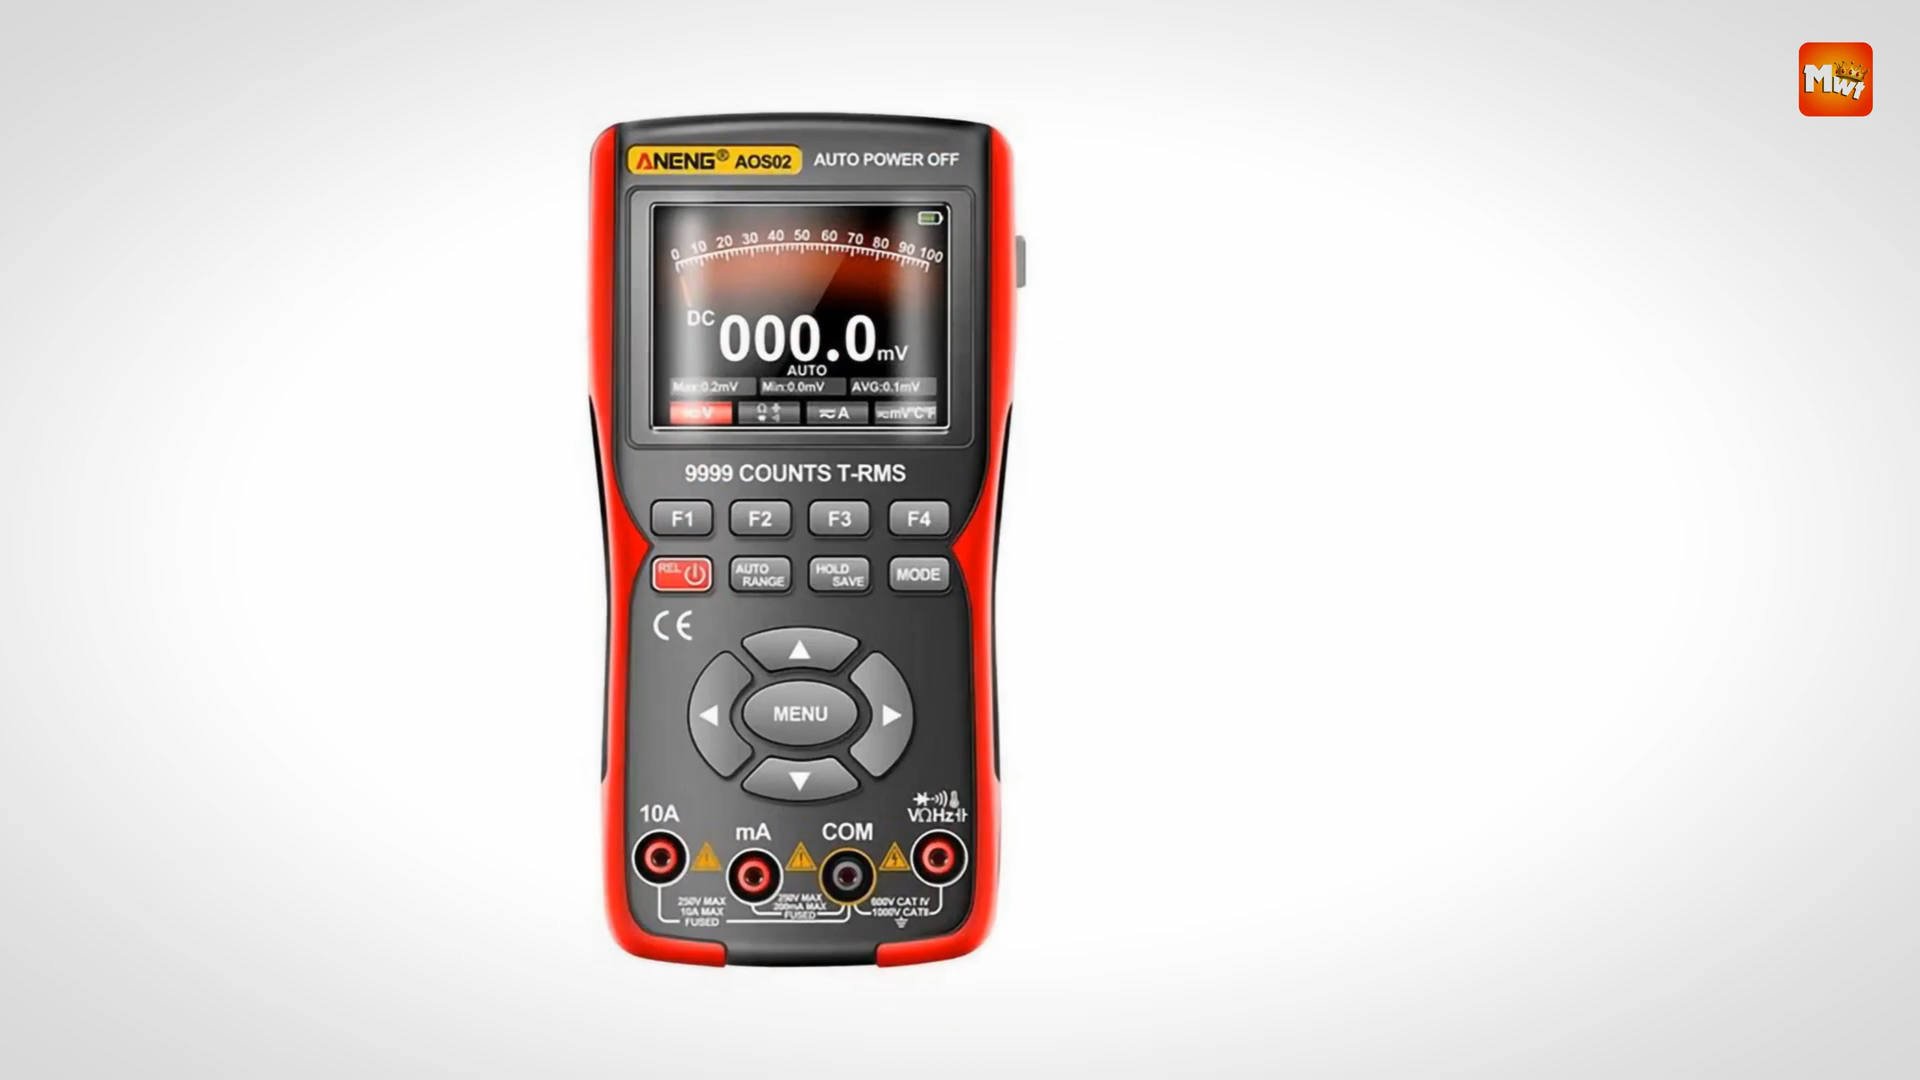 Mwt
ANENG® AOS02 AUTO POWER OFF
0 10 20 30 40 50 60 70 80 90 100
DC 000.0 mV
AUTO
Max:0.2mV Min:0.0mV AVG:0.1mV
V Ω A mV°C°F
9999 COUNTS T-RMS
F1 F2 F3 F4
REL AUTO RANGE HOLD SAVE MODE
CE
MENU
10A mA COM VΩHz
250V MAX
10A MAX
FUSED
250V MAX
200mA MAX
FUSED
600V CAT IV
1000V CAT